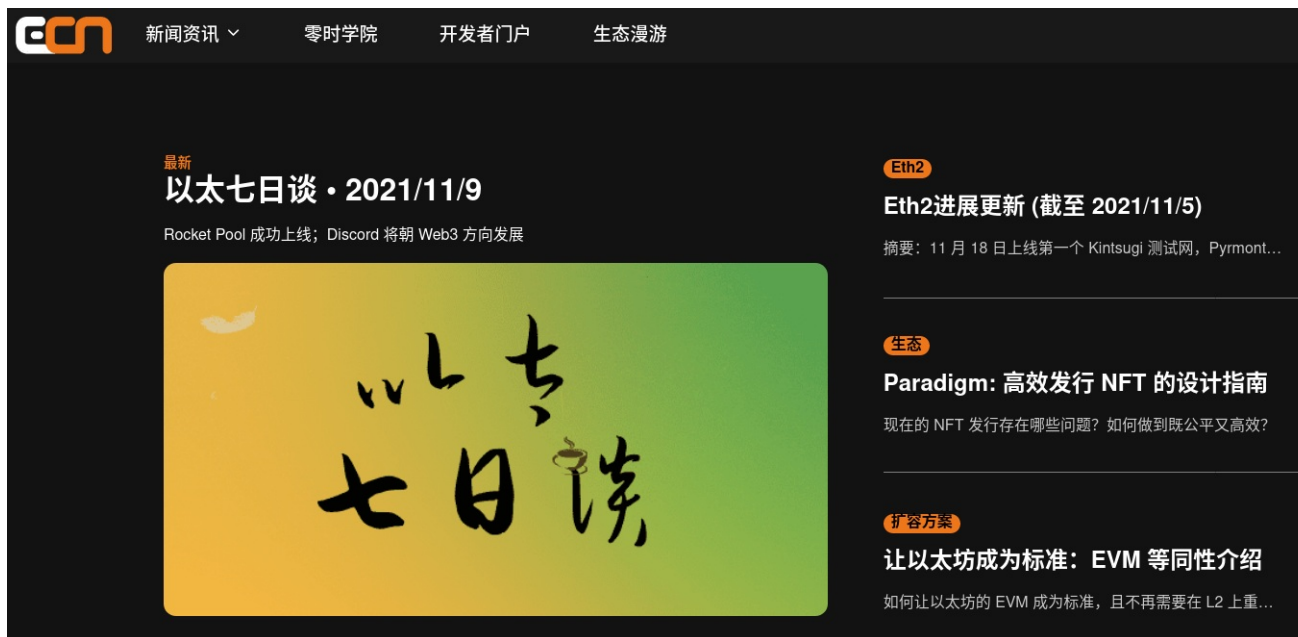 ECN
新闻资讯
零时学院
开发者门户
生态漫游
最新
以太七日谈 • 2021/11/9
Rocket Pool 成功上线；Discord 将朝 Web3 方向发展
以太
七日谈
Eth2
Eth2进展更新 (截至 2021/11/5)
摘要：11 月 18 日上线第一个 Kintsugi 测试网，Pyrmont…
生态
Paradigm: 高效发行 NFT 的设计指南
现在的 NFT 发行存在哪些问题？如何做到既公平又高效？
扩容方案
让以太坊成为标准：EVM 等同性介绍
如何让以太坊的 EVM 成为标准，且不再需要在 L2 上重…